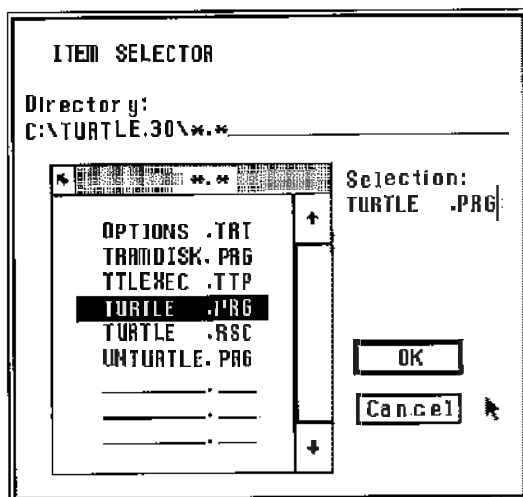 ITEM SELECTOR
Directory:
C:\TURTLE.30\*.*
*.*
OPTIONS .TRT
TRAMDISK.PRG
TTLEXEC .TTP
TURTLE .PRG
TURTLE .RSC
UNTURTLE.PRG
Selection:
TURTLE .PRG
OK
Cancel